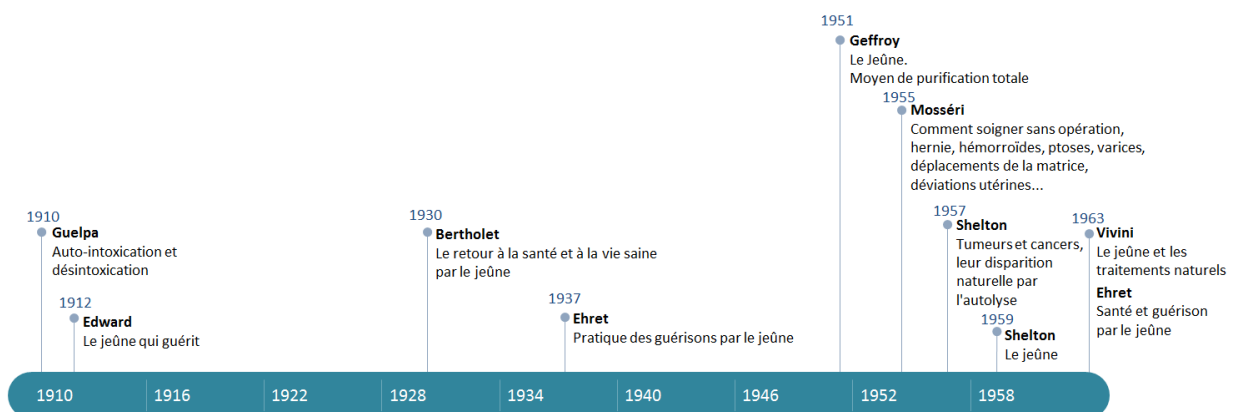 1910
Guelpa
Auto-intoxication et
désintoxication
1912
Edward
Le jeûne qui guérit
1930
Bertholet
Le retour à la santé et à la vie saine
par le jeûne
1937
Ehret
Pratique des guérisons par le jeûne
1951
Geffroy
Le Jeûne.
Moyen de purification totale
1955
Mosséri
Comment soigner sans opération,
hernie, hémorroïdes, ptoses, varices,
déplacements de la matrice,
déviations utérines...
1957
Shelton
Tumeurs et cancers,
leur disparition
naturelle par
l'autolyse
1959
Shelton
Le jeûne
1963
Vivini
Le jeûne et les
traitements naturels
Ehret
Santé et guérison
par le jeûne
1910 1916 1922 1928 1934 1940 1946 1952 1958